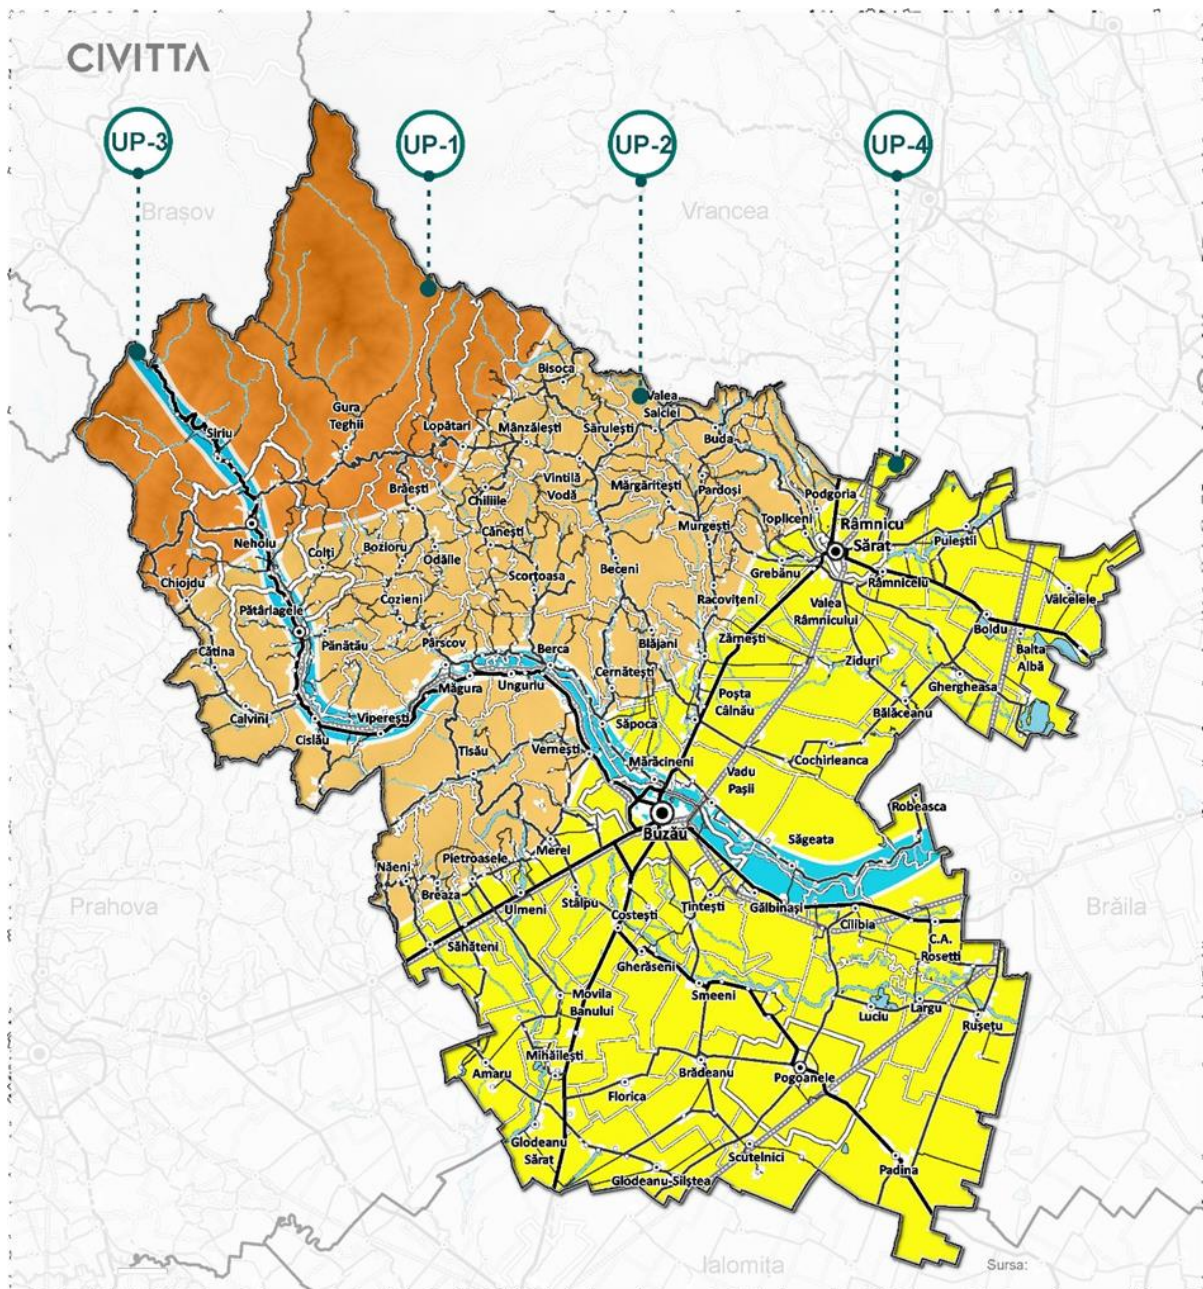 CIVITTA
UP-3
UP-1
UP-2
UP-4
Brașov
Vrancea
Bisoca
Valea
Salciei
Gura
Teghii
Lopătari
Mânzălești
Sărulești
Buda
Siriu
Brăești
Chiliile
Vintilă
Vodă
Mărgăritești
Pardoși
Podgoria
Nehoiu
Colți
Bozioru
Odăile
Cănești
Murgești
Topliceni
Râmnicu
Sărat
Puieștii
Chiojdu
Scorțoasa
Beceni
Grebănu
Râmnicelu
Pătârlagele
Cozieni
Racovițeni
Valea
Râmnicului
Vâlcelele
Cătina
Pănătău
Pârscov
Berca
Blăjani
Zărnești
Boldu
Balta
Albă
Măgura
Unguriu
Cernătești
Ziduri
Ghergheasa
Calvini
Cislău
Viperești
Săpoca
Poșta
Câlnău
Bălăceanu
Tisău
Vernești
Mărăcineni
Vadu
Pașii
Cochirleanca
Robeasca
Buzău
Săgeata
Merei
Năeni
Pietroasele
Breaza
Prahova
Ulmeni
Stâlpu
Costești
Țintești
Gălbinași
Cilibia
Brăila
Săhăteni
Gherăseni
C.A.
Rosetti
Movila
Banului
Smeeni
Luciu
Largu
Rușețu
Mihăilești
Amaru
Brădeanu
Pogoanele
Florica
Glodeanu
Sărat
Scutelnici
Padina
Glodeanu-Siliștea
Ialomița
Sursa: